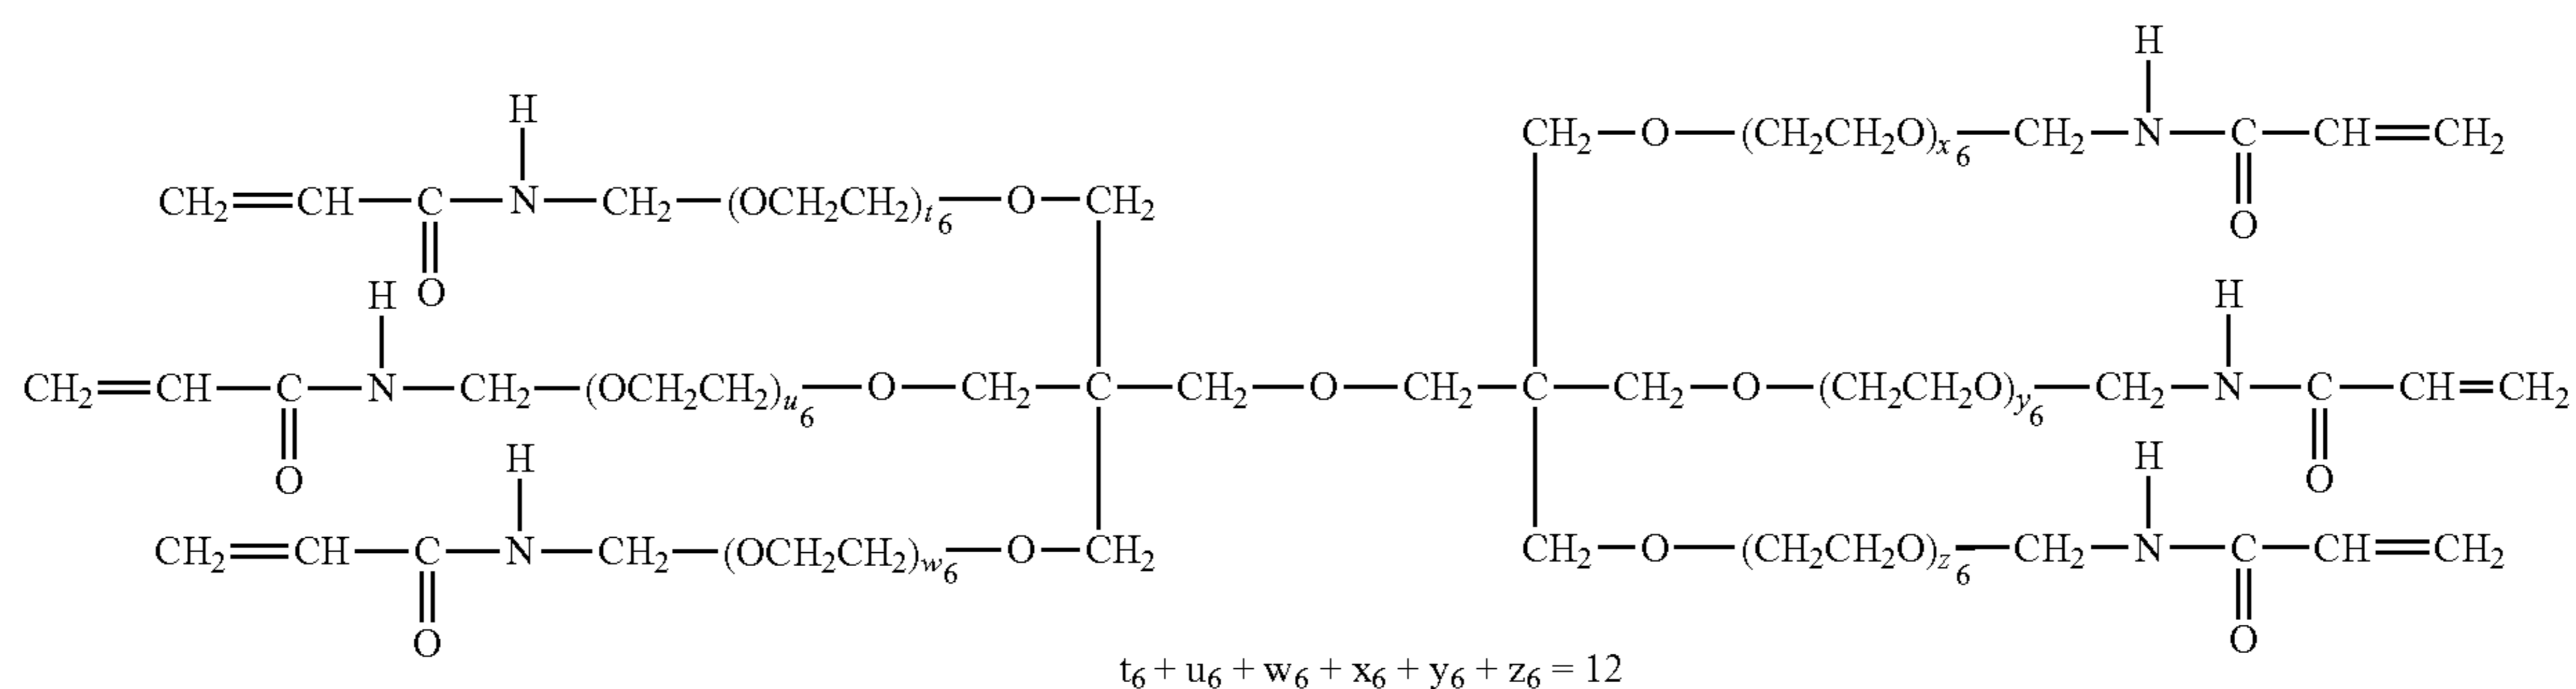 H
H
CH₂—O—(CH₂CH₂O)x₆—CH₂—N—C—CH=CH₂
CH₂=CH—C—N—CH₂—(OCH₂CH₂)t₆—O—CH₂
O
O
H
H
CH₂=CH—C—N—CH₂—(OCH₂CH₂)u₆—O—CH₂—C—CH₂—O—CH₂—C—CH₂—O—(CH₂CH₂O)y₆—CH₂—N—C—CH=CH₂
H
H
O
O
CH₂=CH—C—N—CH₂—(OCH₂CH₂)w₆—O—CH₂
CH₂—O—(CH₂CH₂O)z₆—CH₂—N—C—CH=CH₂
O
O
t₆ + u₆ + w₆ + x₆ + y₆ + z₆ = 12